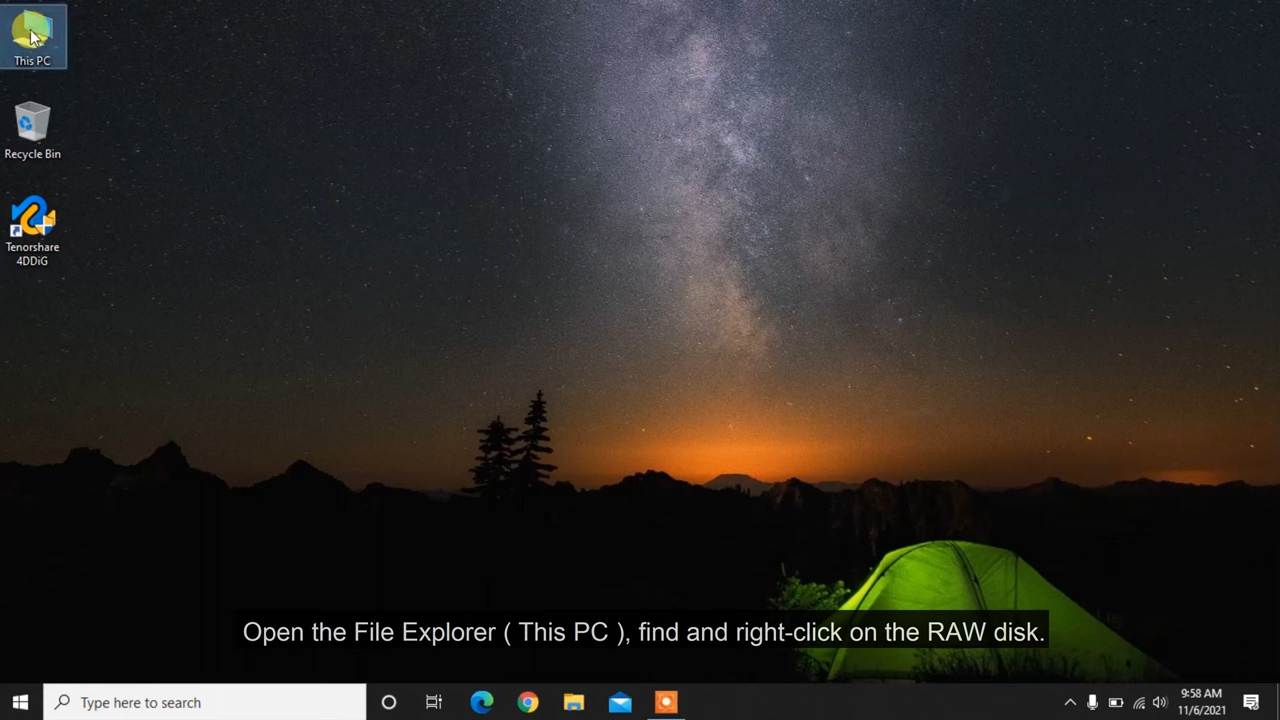 This PC
Recycle Bin
Tenorshare
4DDiG
Open the File Explorer ( This PC ), find and right-click on the RAW disk.
Type here to search
9:58 AM
11/6/2021